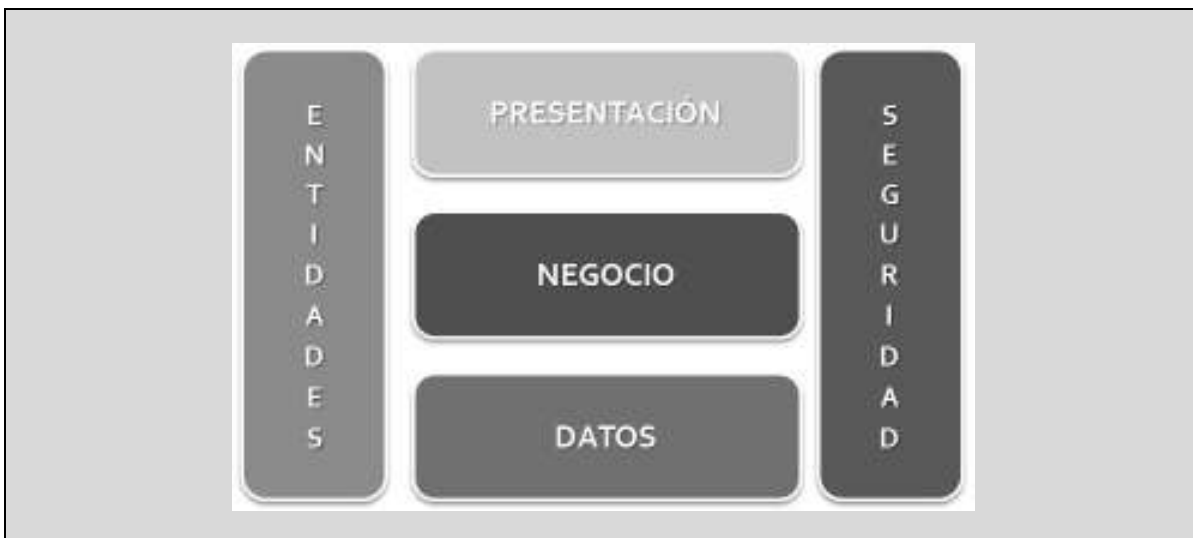 ENTIDADES
PRESENTACIÓN
NEGOCIO
DATOS
SEGURIDAD